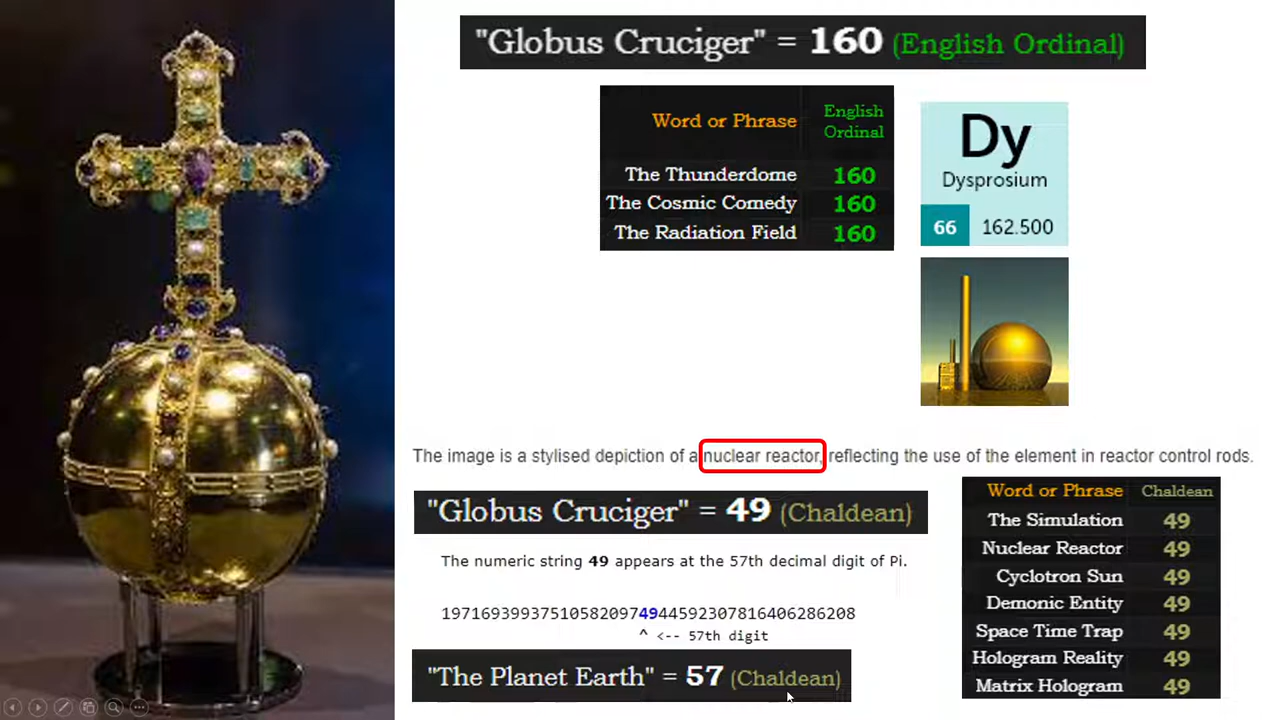 "Globus Cruciger" = 160 (English Ordinal)
Word or Phrase English Ordinal
The Thunderdome 160
The Cosmic Comedy 160
The Radiation Field 160
Dy
Dysprosium
66 162.500
The image is a stylised depiction of a nuclear reactor, reflecting the use of the element in reactor control rods.
"Globus Cruciger" = 49 (Chaldean)
The numeric string 49 appears at the 57th decimal digit of Pi.
197169399375105820974944592307816406286208
^ <-- 57th digit
"The Planet Earth" = 57 (Chaldean)
Word or Phrase Chaldean
The Simulation 49
Nuclear Reactor 49
Cyclotron Sun 49
Demonic Entity 49
Space Time Trap 49
Hologram Reality 49
Matrix Hologram 49